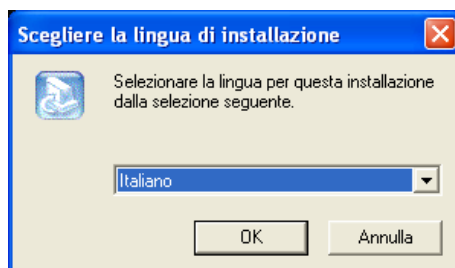 Scegliere la lingua di installazione
Selezionare la lingua per questa installazione
dalla selezione seguente.
Italiano
OK
Annulla